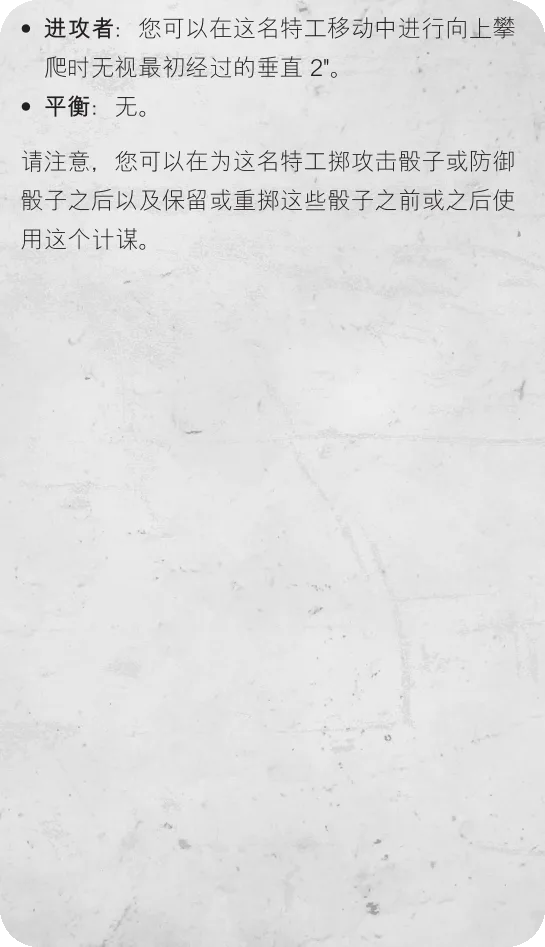 • 进攻者：您可以在这名特工移动中进行向上攀
爬时无视最初经过的垂直 2"。
• 平衡：无。
请注意，您可以在为这名特工掷攻击骰子或防御
骰子之后以及保留或重掷这些骰子之前或之后使
用这个计谋。